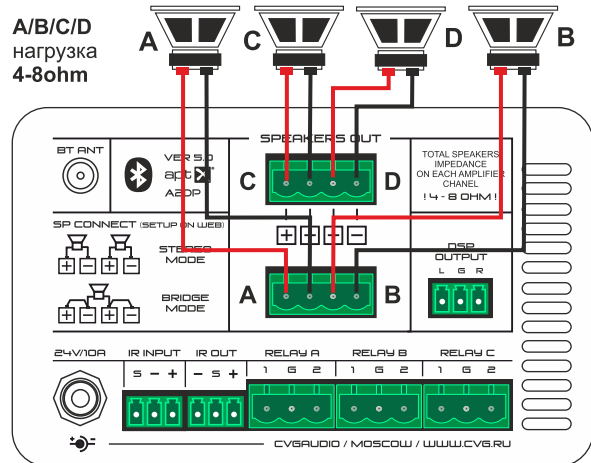 A/B/C/D
нагрузка
4-8ohm
A
C
D
B
SPEAKERS OUT
BT ANT
VER 5.0
aptX
A2DP
C
D
TOTAL SPEAKERS
IMPEDANCE
ON EACH AMPLIFIER
CHANEL
! 4 - 8 OHM !
SP CONNECT (SETUP ON WEB)
+ - + -
STEREO
MODE
+ - + -
BRIDGE
MODE
+ - + -
A
B
DSP
OUTPUT
L G R
24V/10A
IR INPUT
IR OUT
RELAY A
RELAY B
RELAY C
S - +
- S +
1 G 2
1 G 2
1 G 2
CVGAUDIO / MOSCOW / WWW.CVG.RU